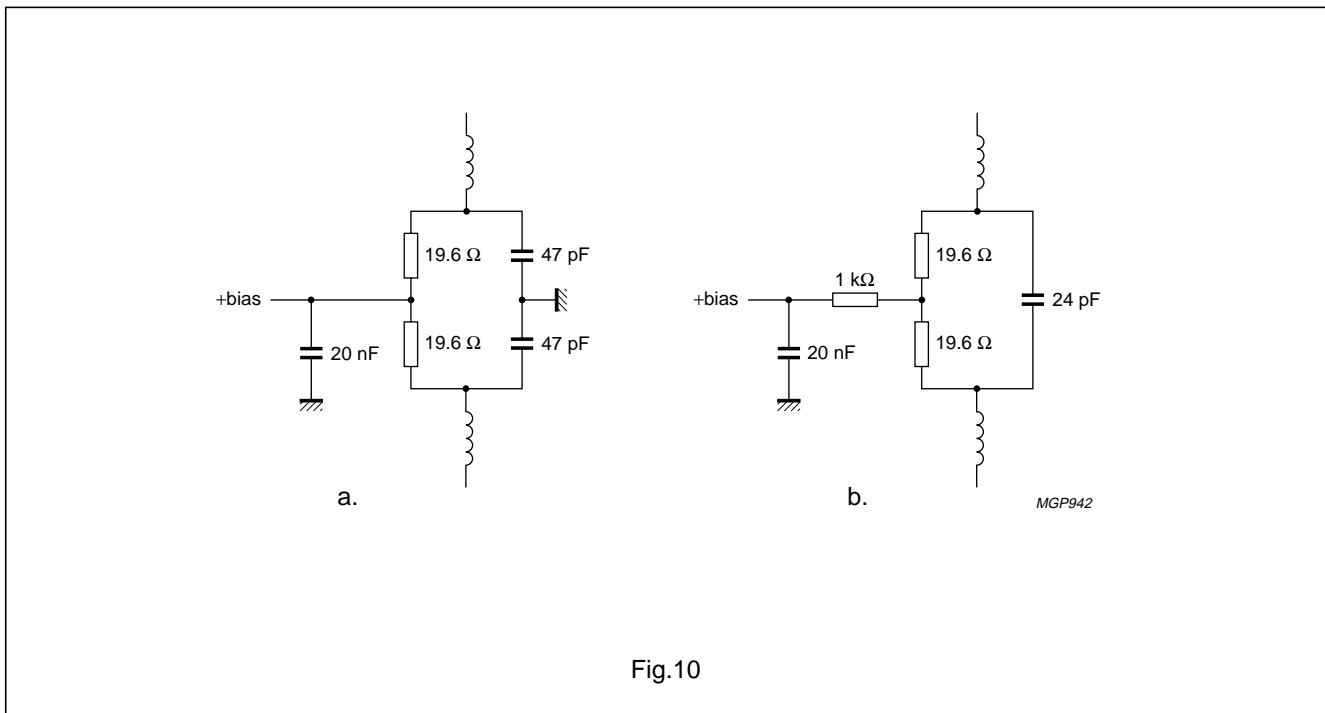 19.6 Ω
47 pF
+bias
19.6 Ω
47 pF
20 nF
a.
19.6 Ω
1 kΩ
+bias
24 pF
19.6 Ω
20 nF
b.
MGP942
Fig.10